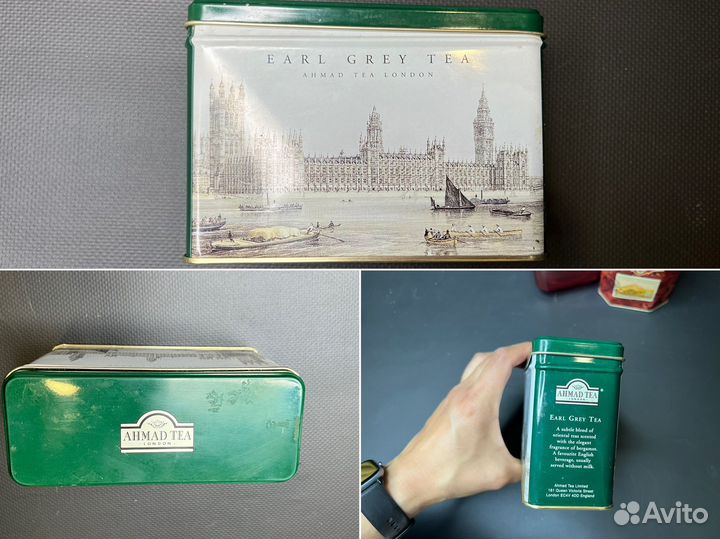 EARL GREY TEA
AHMAD TEA LONDON
AHMAD TEA
LONDON
AHMAD TEA
LONDON
EARL GREY TEA
A subtle blend of
oriental teas scented
with the elegant
fragrance of bergamot.
A favourite English
beverage, usually
served without milk.
Ahmad Tea Limited
181 Queen Victoria Street
London EC4V 4DD England
Avito